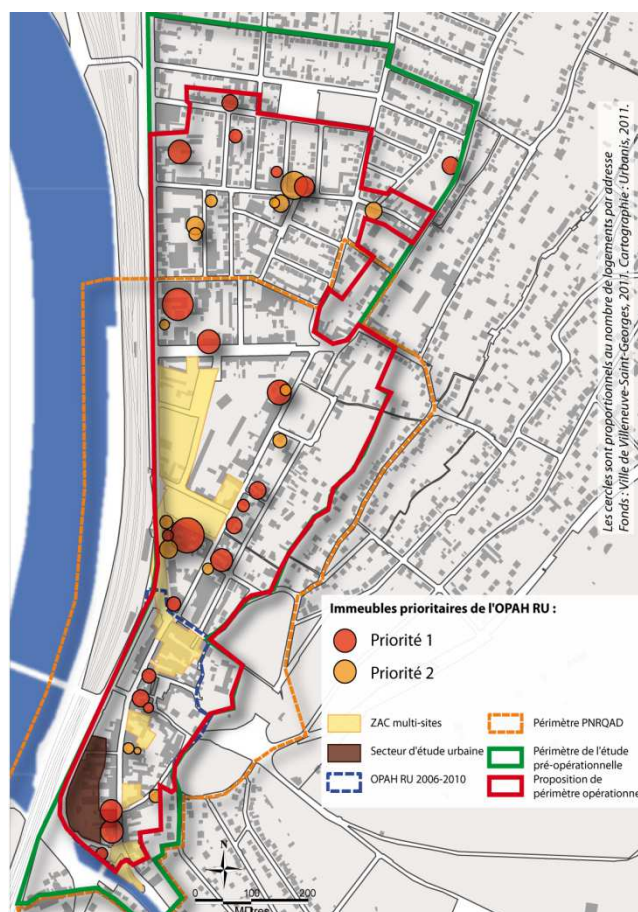 Les cercles sont proportionnels au nombre de logements par adresse
Fonds : Ville de Villeneuve-Saint-Georges, 2011. Cartographie : Urbanis, 2011.
Immeubles prioritaires de l'OPAH RU :
Priorité 1
Priorité 2
ZAC multi-sites
Secteur d'étude urbaine
OPAH RU 2006-2010
Périmètre PNRQAD
Périmètre de l'étude
pré-opérationnelle
Proposition de
périmètre opérationne
N
0 100 200
Mètres